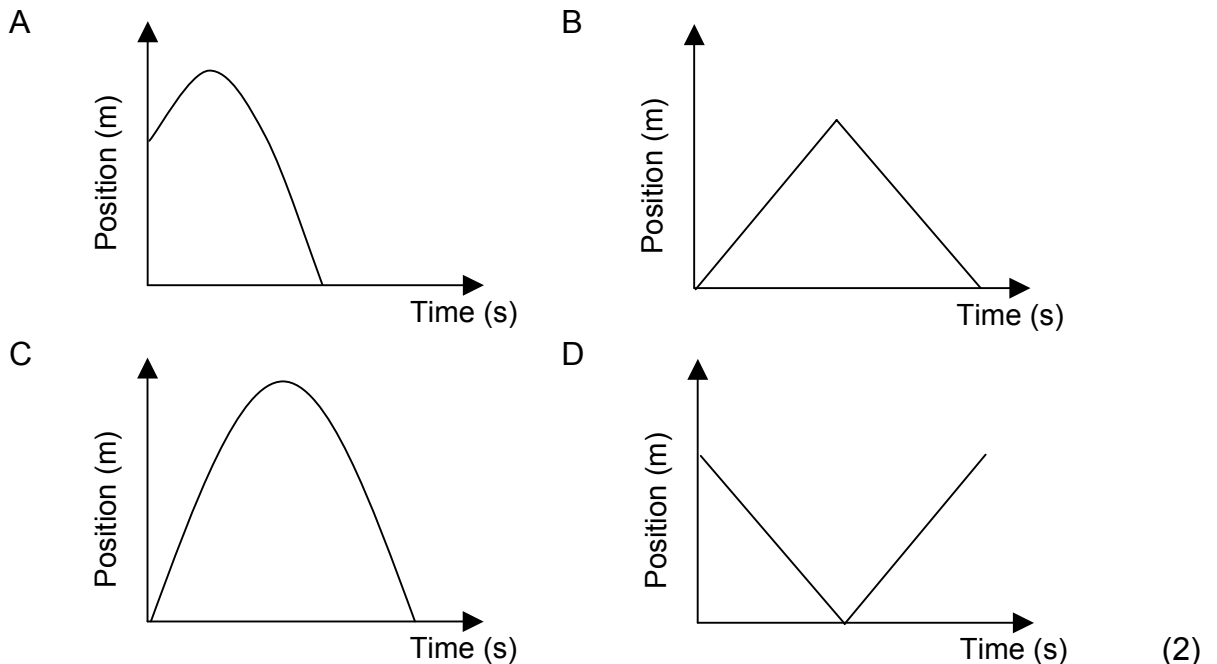 A
Position (m)
Time (s)
B
Position (m)
Time (s)
C
Position (m)
Time (s)
D
Position (m)
Time (s)
(2)